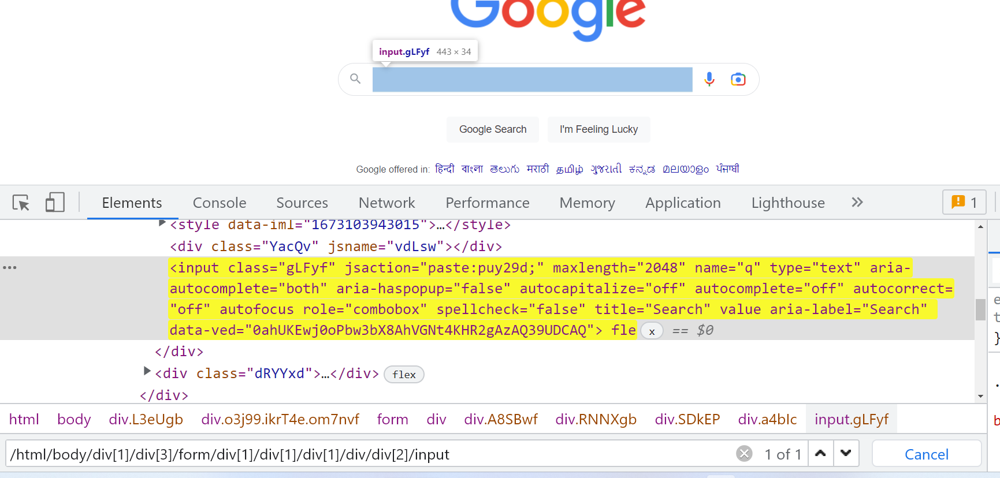 Google
input.gLFyf 443 × 34
Google Search I'm Feeling Lucky
Google offered in: हिन्दी বাংলা తెలుగు मराठी தமிழ் ગુજરાતી ಕನ್ನಡ മലയാളം ਪੰਜਾਬੀ
Elements Console Sources Network Performance Memory Application Lighthouse 1
<style data-iml="1673103943015">…</style>
<div class="YacQv" jsname="vdLsw"></div>
<input class="gLFyf" jsaction="paste:puy29d;" maxlength="2048" name="q" type="text" aria-
autocomplete="both" aria-haspopup="false" autocapitalize="off" autocomplete="off" autocorrect=
"off" autofocus role="combobox" spellcheck="false" title="Search" value aria-label="Search"
data-ved="0ahUKEwj0oPbw3bX8AhVGNt4KHR2gAzAQ39UDCAQ"> fle x == $0
</div>
<div class="dRYYxd">…</div> flex
</div>
html body div.L3eUgb div.o3j99.ikrT4e.om7nvf form div div.A8SBwf div.RNNXgb div.SDkEP div.a4bIc input.gLFyf
/html/body/div[1]/div[3]/form/div[1]/div[1]/div[1]/div/div[2]/input 1 of 1 Cancel